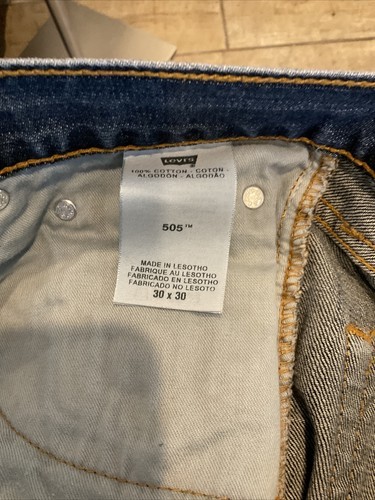 LEVI'S
100% COTTON - COTON -
ALGODÓN - ALGODÃO
505™
MADE IN LESOTHO
FABRIQUE AU LESOTHO
FABRICADO EN LESOTHO
FABRICADO NO LESOTO
30 x 30